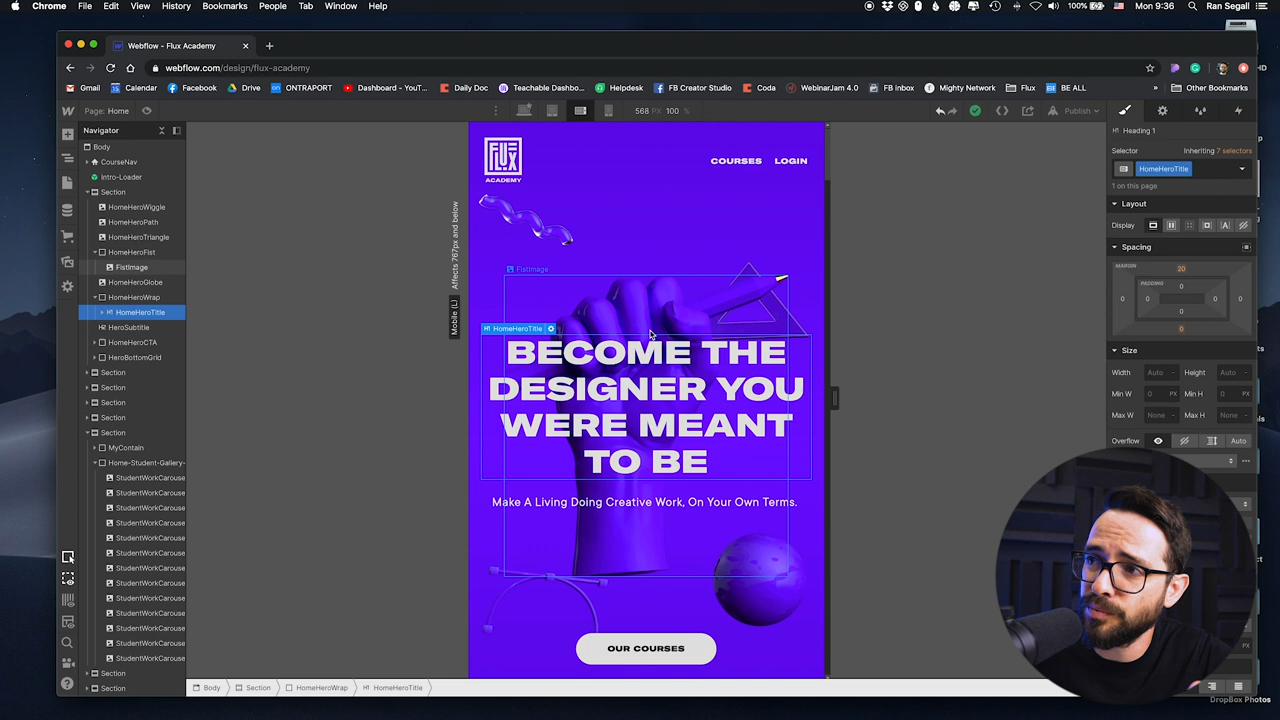 Chrome File Edit View History Bookmarks People Tab Window Help
100% Mon 9:36 Ran Segall
Webflow - Flux Academy
webflow.com/design/flux-academy
Gmail Calendar Facebook Drive ONTRAPORT Dashboard - YouT... Daily Doc Teachable Dashbo... Helpdesk FB Creator Studio Coda WebinarJam 4.0 FB inbox Mighty Network Flux BE ALL Other Bookmarks
Page: Home
568 PX 100 %
Publish
Navigator
Body
CourseNav
Intro-Loader
Section
HomeHeroWiggle
HomeHeroPath
HomeHeroTriangle
HomeHeroFist
FistImage
HomeHeroGlobe
HomeHeroWrap
H1 HomeHeroTitle
HeroSubtitle
HomeHeroCTA
HeroBottomGrid
Section
Section
Section
Section
Section
MyContain
Home-Student-Gallery-
StudentWorkCarouse
StudentWorkCarouse
StudentWorkCarouse
StudentWorkCarouse
StudentWorkCarouse
StudentWorkCarouse
StudentWorkCarouse
StudentWorkCarouse
StudentWorkCarouse
StudentWorkCarouse
StudentWorkCarouse
StudentWorkCarouse
StudentWorkCarouse
Section
Section
Affects 767px and below
Mobile (L)
FLUX
ACADEMY
COURSES LOGIN
FistImage
H1 HomeHeroTitle
BECOME THE
DESIGNER YOU
WERE MEANT
TO BE
Make A Living Doing Creative Work, On Your Own Terms.
OUR COURSES
Body Section HomeHeroWrap H1 HomeHeroTitle
Heading 1
Selector Inheriting 7 selectors
HomeHeroTitle
1 on this page
Layout
Display
Spacing
MARGIN 20
PADDING 0
0 0 0 0
0
0
Size
Width Auto - Height Auto -
Min W 0 PX Min H 0 PX
Max W None - Max H None -
Overflow Auto
PX
DropBox Photos